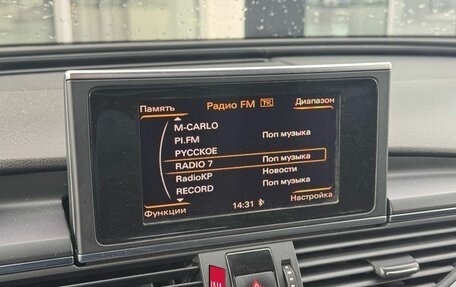 Память Радио FM TP Диапазон
M-CARLO
PI.FM Поп музыка
РУССКОЕ
RADIO 7 Поп музыка
RadioKP Новости
RECORD Поп музыка
Функции 14:31 Настройка